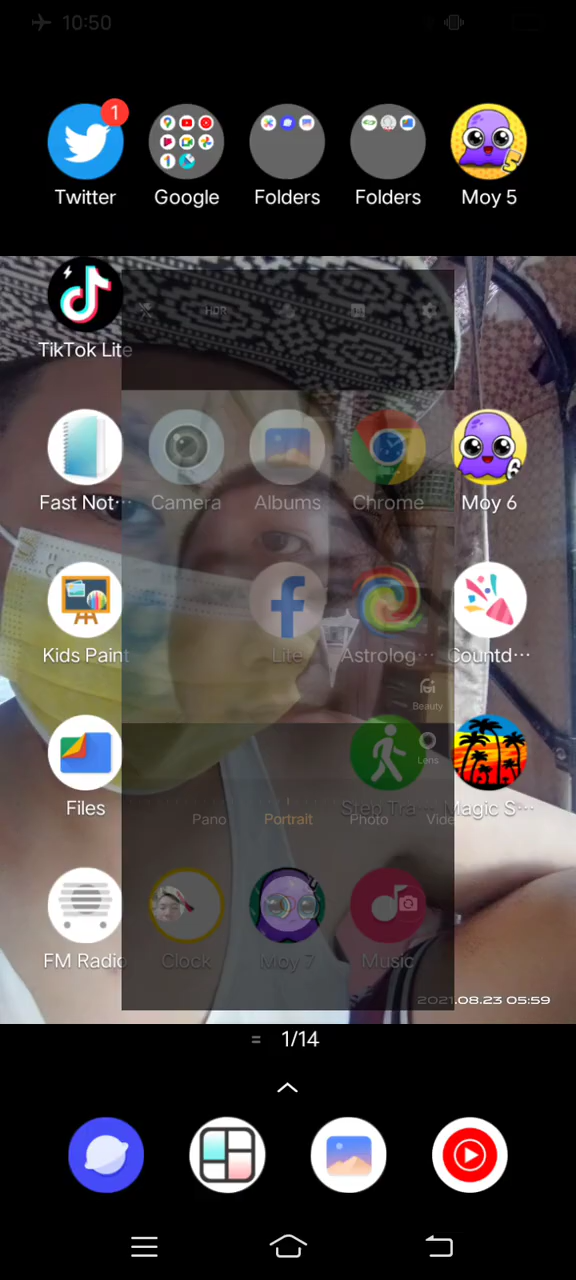 10:50
1
Twitter
Google
Folders
Folders
Moy 5
TikTok Lite
HDR
Fast Not···
Camera
Albums
Chrome
Moy 6
Kids Paint
Lite
Astrolog···
Countd···
Beauty
Lens
Files
Step Tra···
Magic S···
Pano
Portrait
Photo
Vide
FM Radio
Clock
Moy 7
Music
2021.08.23 05:59
1/14